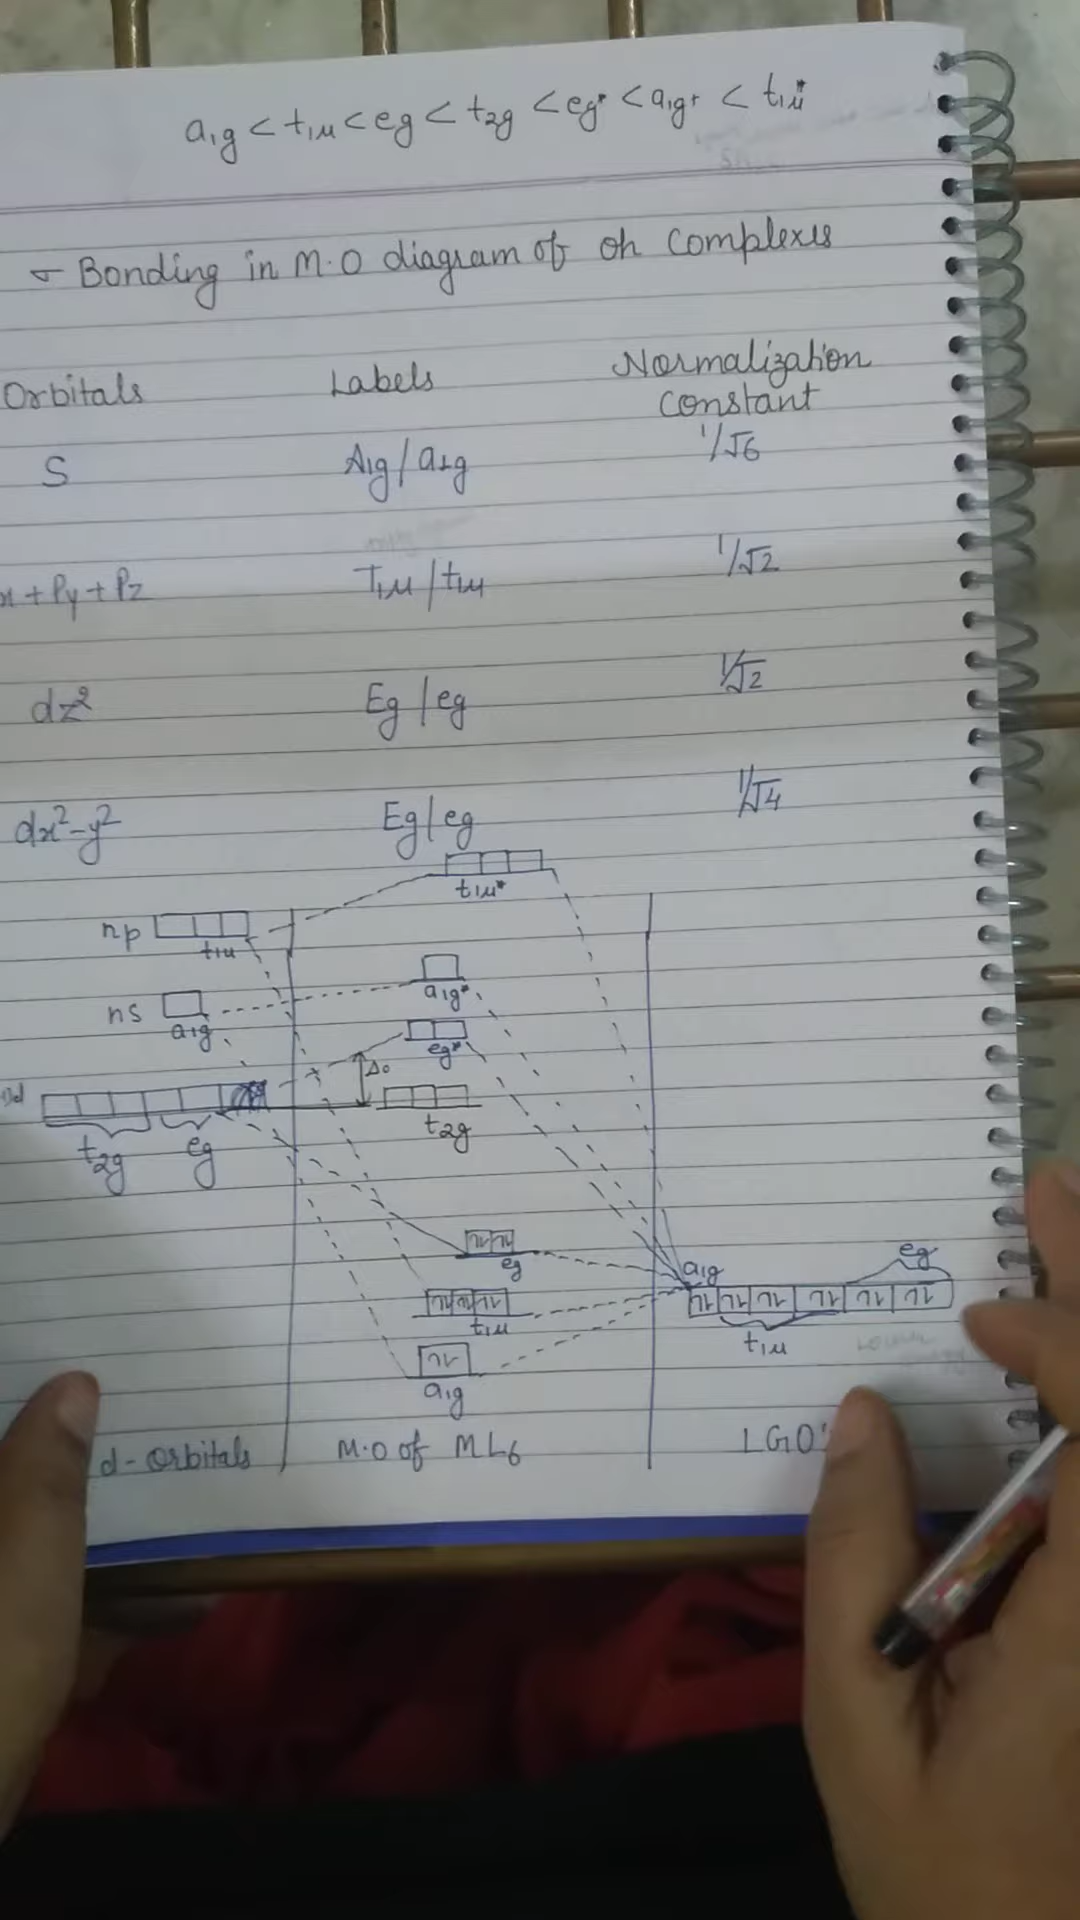 a1g < t1u < eg < t2g < eg* < a1g* < t1u*
σ Bonding in M.O diagram of oh complexes
Orbitals Labels Normalization constant
S A1g/a1g 1/√6
x + Py + Pz T1u/t1u 1/√2
dz² Eg/eg 1/√2
dx²-y² Eg/eg 1/√4
t1u*
np
t1u
ns
a1g
a1g*
eg*
Δo
t2g eg
t2g
eg
t1u
a1g
a1g
t1u
eg
d-orbitals M.O of ML6 LGO's